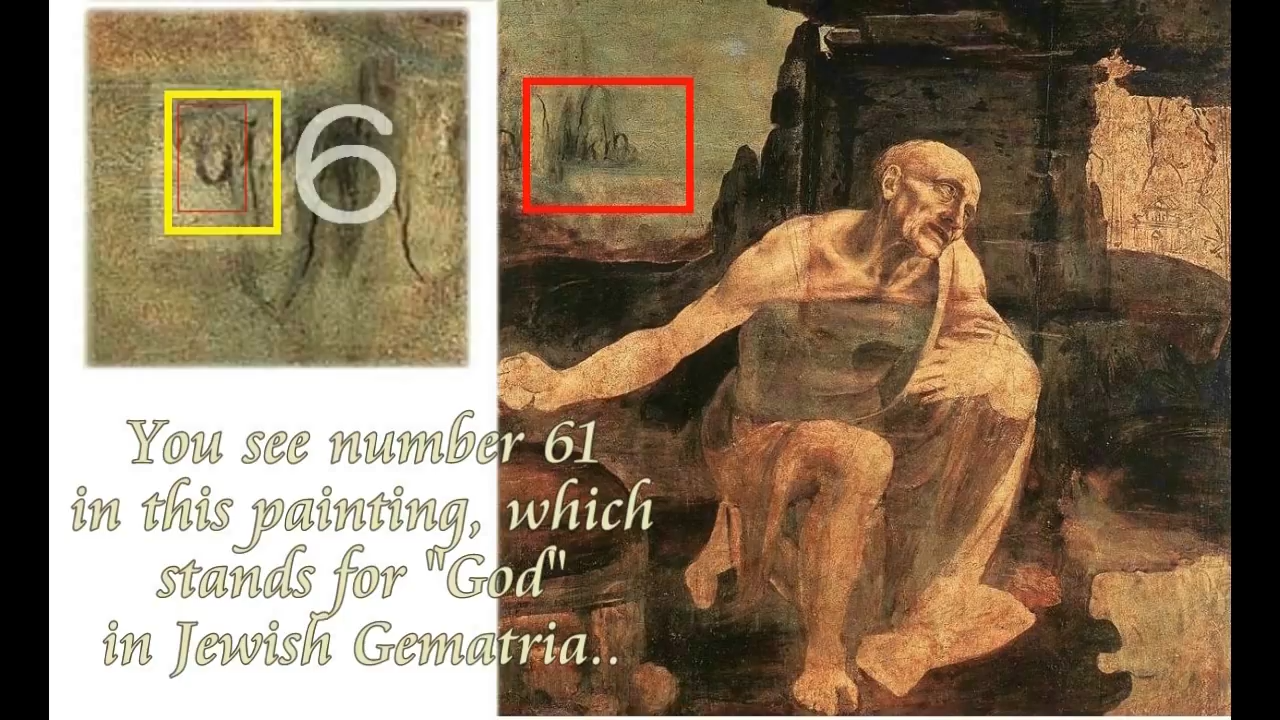 6
You see number 61
in this painting, which
stands for "God"
in Jewish Gematria..